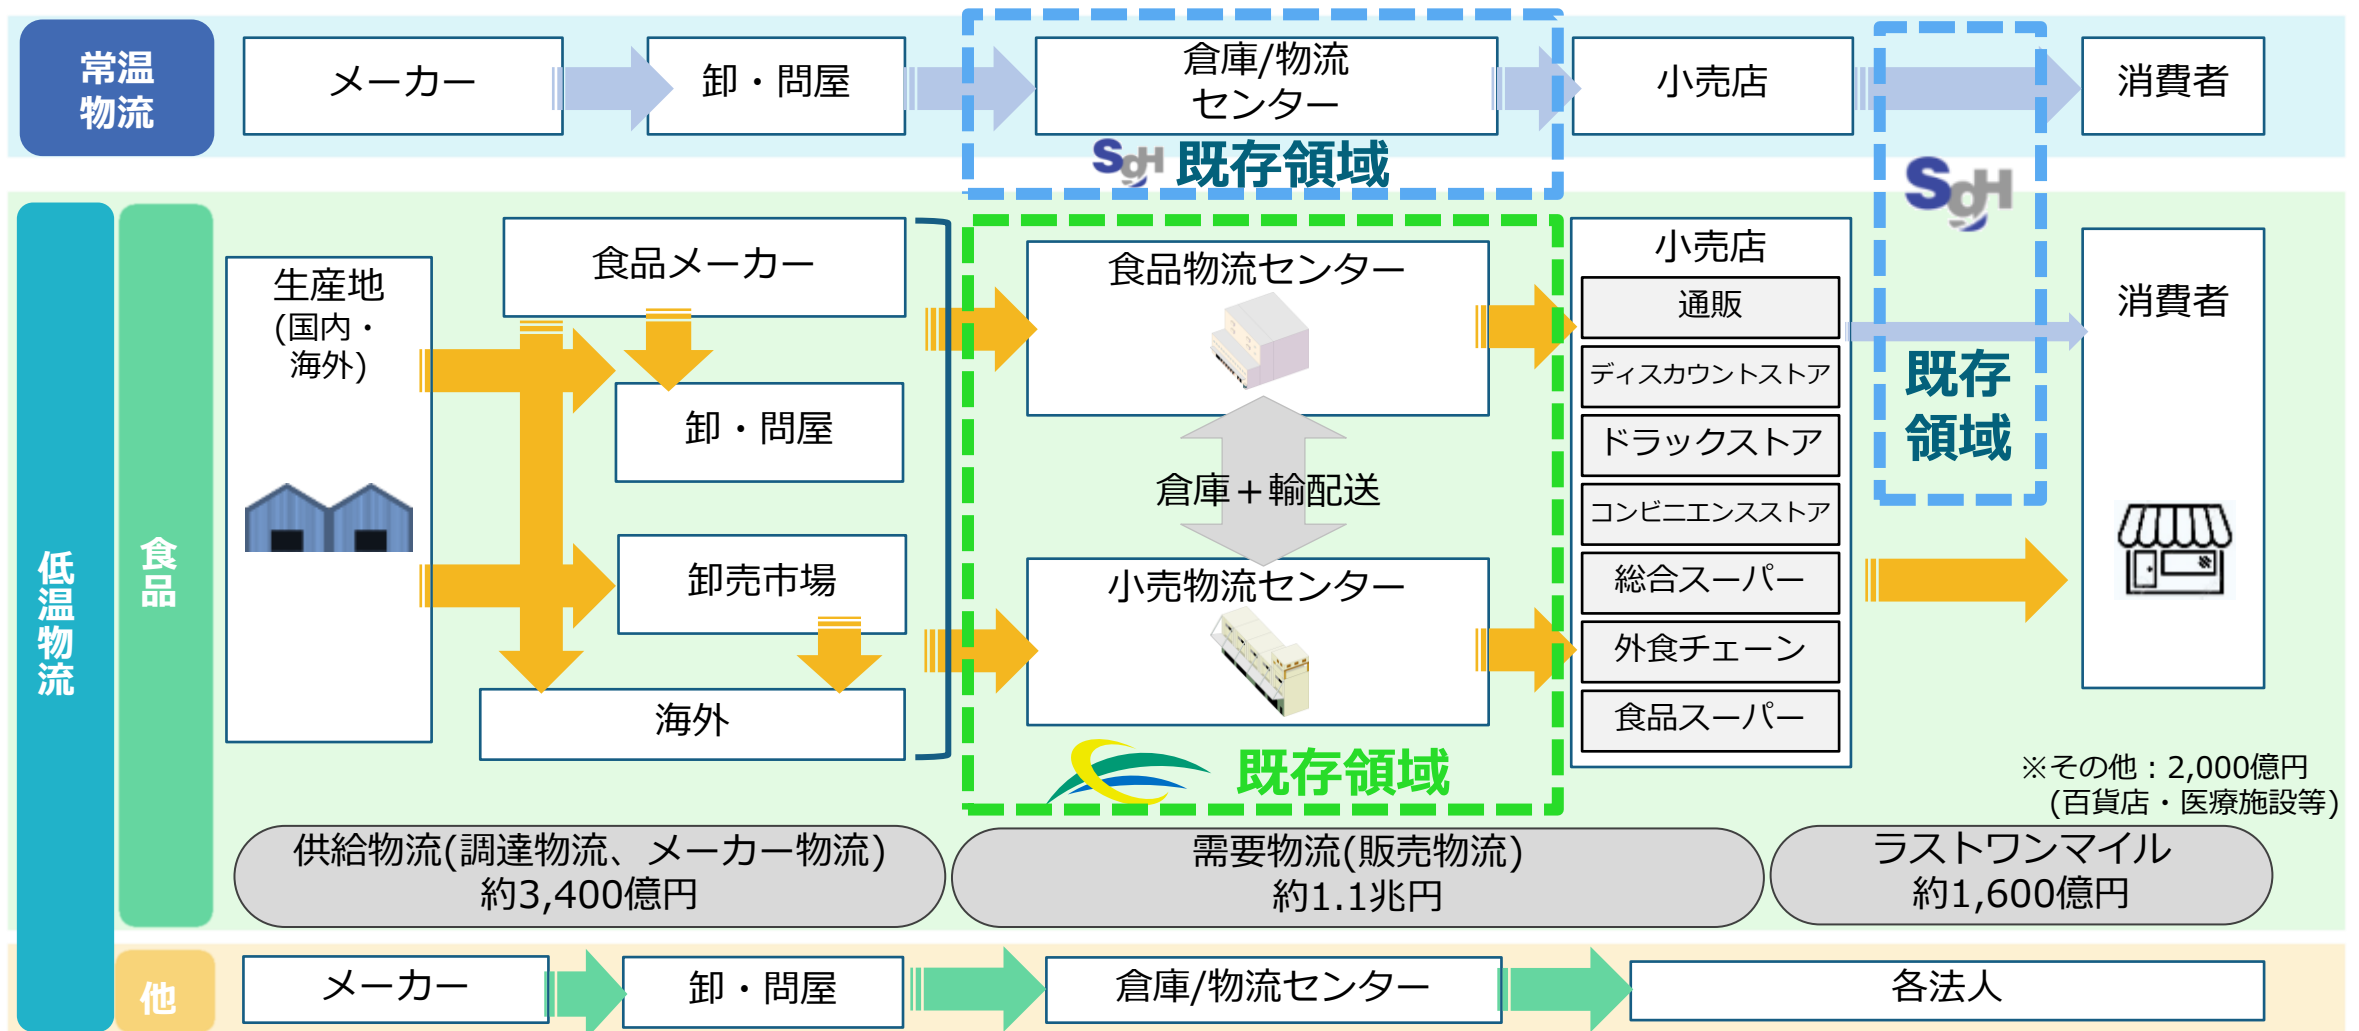 常温
物流
メーカー
卸・問屋
倉庫/物流
センター
小売店
消費者
SgH 既存領域
SgH
既存
領域
低温物流
食品
生産地
(国内・
海外)
食品メーカー
卸・問屋
卸売市場
海外
食品物流センター
倉庫＋輸配送
小売物流センター
既存領域
小売店
通販
ディスカウントストア
ドラックストア
コンビニエンスストア
総合スーパー
外食チェーン
食品スーパー
消費者
※その他：2,000億円
(百貨店・医療施設等)
供給物流(調達物流、メーカー物流)
約3,400億円
需要物流(販売物流)
約1.1兆円
ラストワンマイル
約1,600億円
他
メーカー
卸・問屋
倉庫/物流センター
各法人